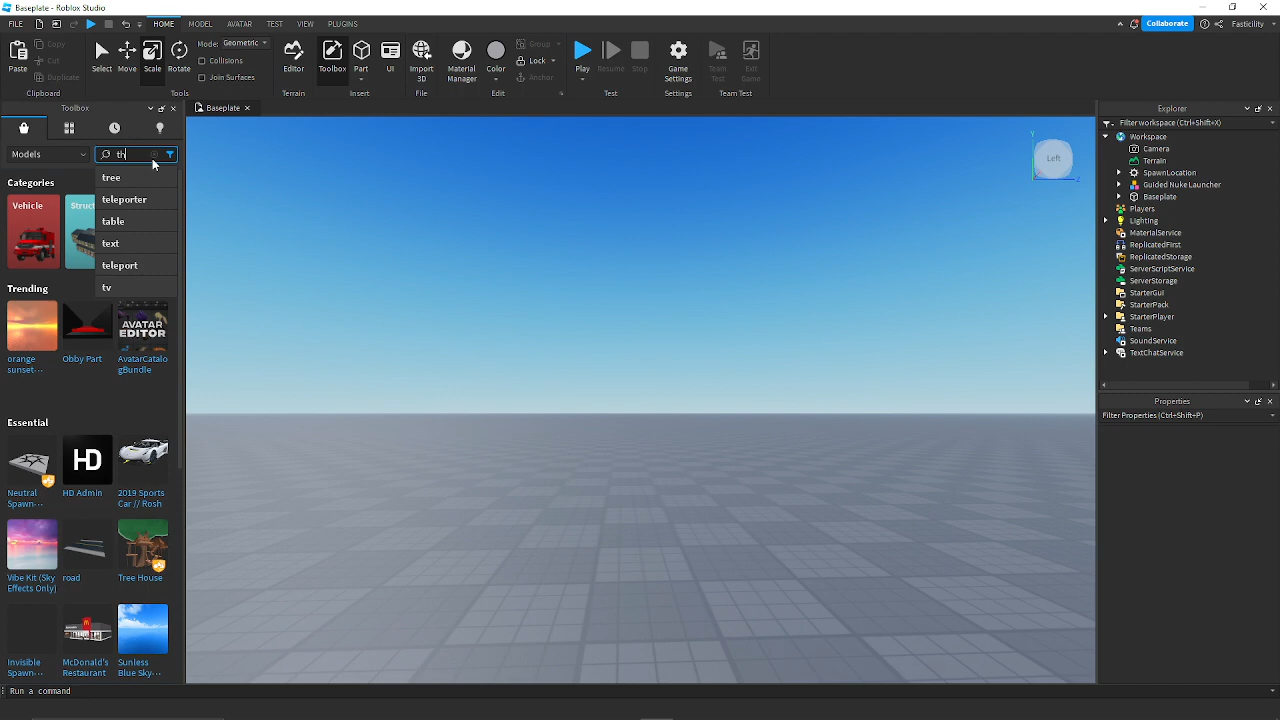 Baseplate - Roblox Studio
FILE HOME MODEL AVATAR TEST VIEW PLUGINS Collaborate Fasticility
Paste Copy Cut Duplicate Select Move Scale Rotate Mode: Geometric Collisions Join Surfaces Editor Toolbox Part UI Import 3D Material Manager Color Group Lock Anchor Play Resume Stop Game Settings Team Test Exit Game
Clipboard Tools Terrain Insert File Edit Test Settings Team Test
Toolbox
Models th
tree
teleporter
table
text
teleport
tv
Categories
Vehicle Struct
Trending
AVATAR EDITOR
orange sunset-··
Obby Part
AvatarCatalogBundle
Essential
HD
Neutral Spawn-··
HD Admin
2019 Sports Car // Rosh
Vibe Kit (Sky Effects Only)
road
Tree House
Invisible Spawn-··
McDonald's Restaurant
Sunless Blue Sky-··
Baseplate
Y
Left
Z
Explorer
Filter workspace (Ctrl+Shift+X)
Workspace
Camera
Terrain
SpawnLocation
Guided Nuke Launcher
Baseplate
Players
Lighting
MaterialService
ReplicatedFirst
ReplicatedStorage
ServerScriptService
ServerStorage
StarterGui
StarterPack
StarterPlayer
Teams
SoundService
TextChatService
Properties
Filter Properties (Ctrl+Shift+P)
Run a command